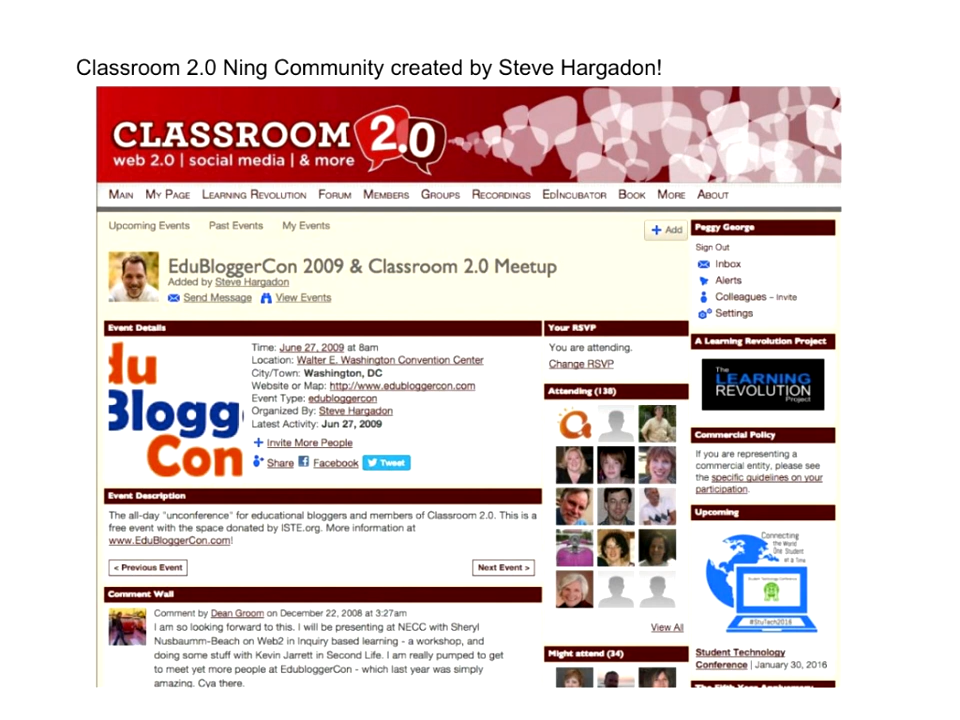 Classroom 2.0 Ning Community created by Steve Hargadon!
CLASSROOM 2.0
web 2.0 | social media | & more
Main My Page Learning Revolution Forum Members Groups Recordings EdIncubator Book More About
Upcoming Events Past Events My Events
+ Add
EduBloggerCon 2009 & Classroom 2.0 Meetup
Added by Steve Hargadon
Send Message View Events
Event Details
du
Blogg
Con
Time: June 27, 2009 at 8am
Location: Walter E. Washington Convention Center
City/Town: Washington, DC
Website or Map: http://www.edubloggercon.com
Event Type: edubloggercon
Organized By: Steve Hargadon
Latest Activity: Jun 27, 2009
+ Invite More People
Share Facebook Tweet
Event Description
The all-day "unconference" for educational bloggers and members of Classroom 2.0. This is a
free event with the space donated by ISTE.org. More information at
www.EduBloggerCon.com!
< Previous Event Next Event >
Comment Wall
Comment by Dean Groom on December 22, 2008 at 3:27am
I am so looking forward to this. I will be presenting at NECC with Sheryl
Nusbaumm-Beach on Web2 in Inquiry based learning - a workshop, and
doing some stuff with Kevin Jarrett in Second Life. I am really pumped to get
to meet yet more people at EdubloggerCon - which last year was simply
amazing. Cya there.
Your RSVP
You are attending.
Change RSVP
Attending (138)
View All
Might attend (34)
Peggy George
Sign Out
Inbox
Alerts
Colleagues – Invite
Settings
A Learning Revolution Project
The
LEARNING
REVOLUTION
Project
Commercial Policy
If you are representing a
commercial entity, please see
the specific guidelines on your
participation.
Upcoming
Connecting
the World
One Student
at a Time
Student Technology Conference
#StuTech2016
Student Technology
Conference | January 30, 2016
The Fifth Year Anniversary